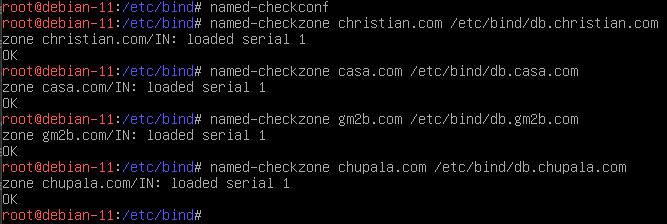 root@debian-11:/etc/bind# named-checkconf
root@debian-11:/etc/bind# named-checkzone christian.com /etc/bind/db.christian.com
zone christian.com/IN: loaded serial 1
OK
root@debian-11:/etc/bind# named-checkzone casa.com /etc/bind/db.casa.com
zone casa.com/IN: loaded serial 1
OK
root@debian-11:/etc/bind# named-checkzone gm2b.com /etc/bind/db.gm2b.com
zone gm2b.com/IN: loaded serial 1
OK
root@debian-11:/etc/bind# named-checkzone chupala.com /etc/bind/db.chupala.com
zone chupala.com/IN: loaded serial 1
OK
root@debian-11:/etc/bind#